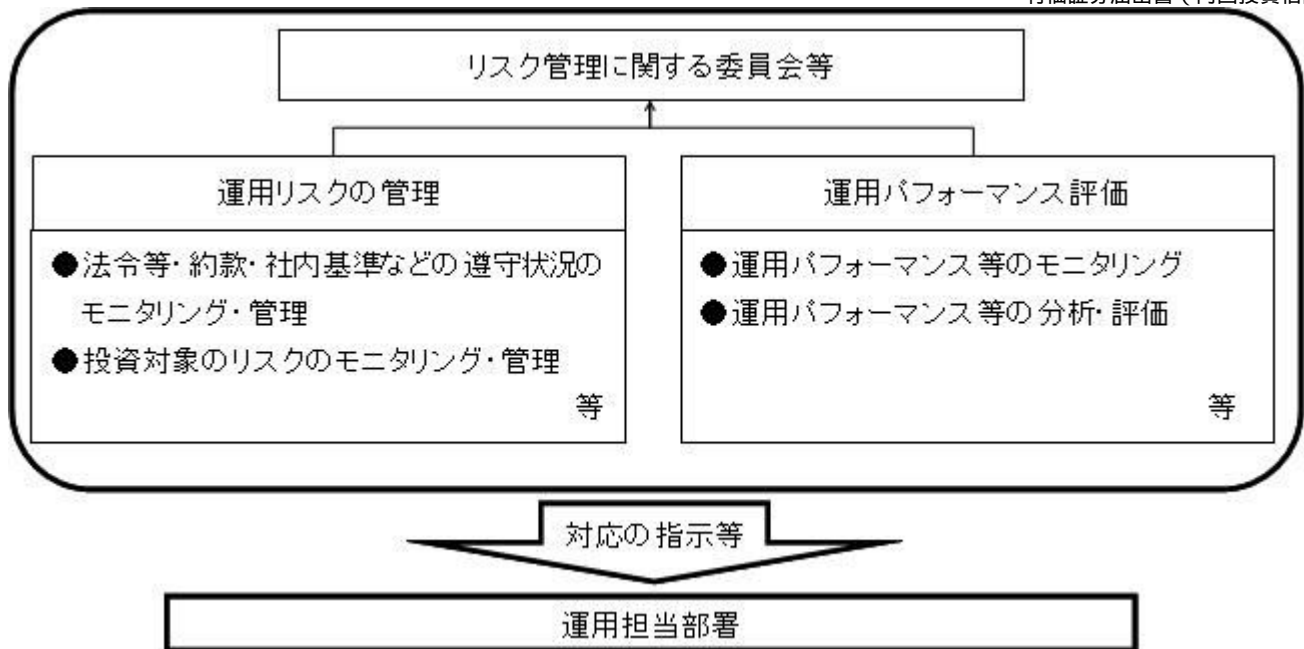 リスク管理に関する委員会等
運用リスクの管理
●法令等・約款・社内基準などの遵守状況の
モニタリング・管理
●投資対象のリスクのモニタリング・管理
等
運用パフォーマンス評価
●運用パフォーマンス等のモニタリング
●運用パフォーマンス等の分析・評価
等
対応の指示等
運用担当部署